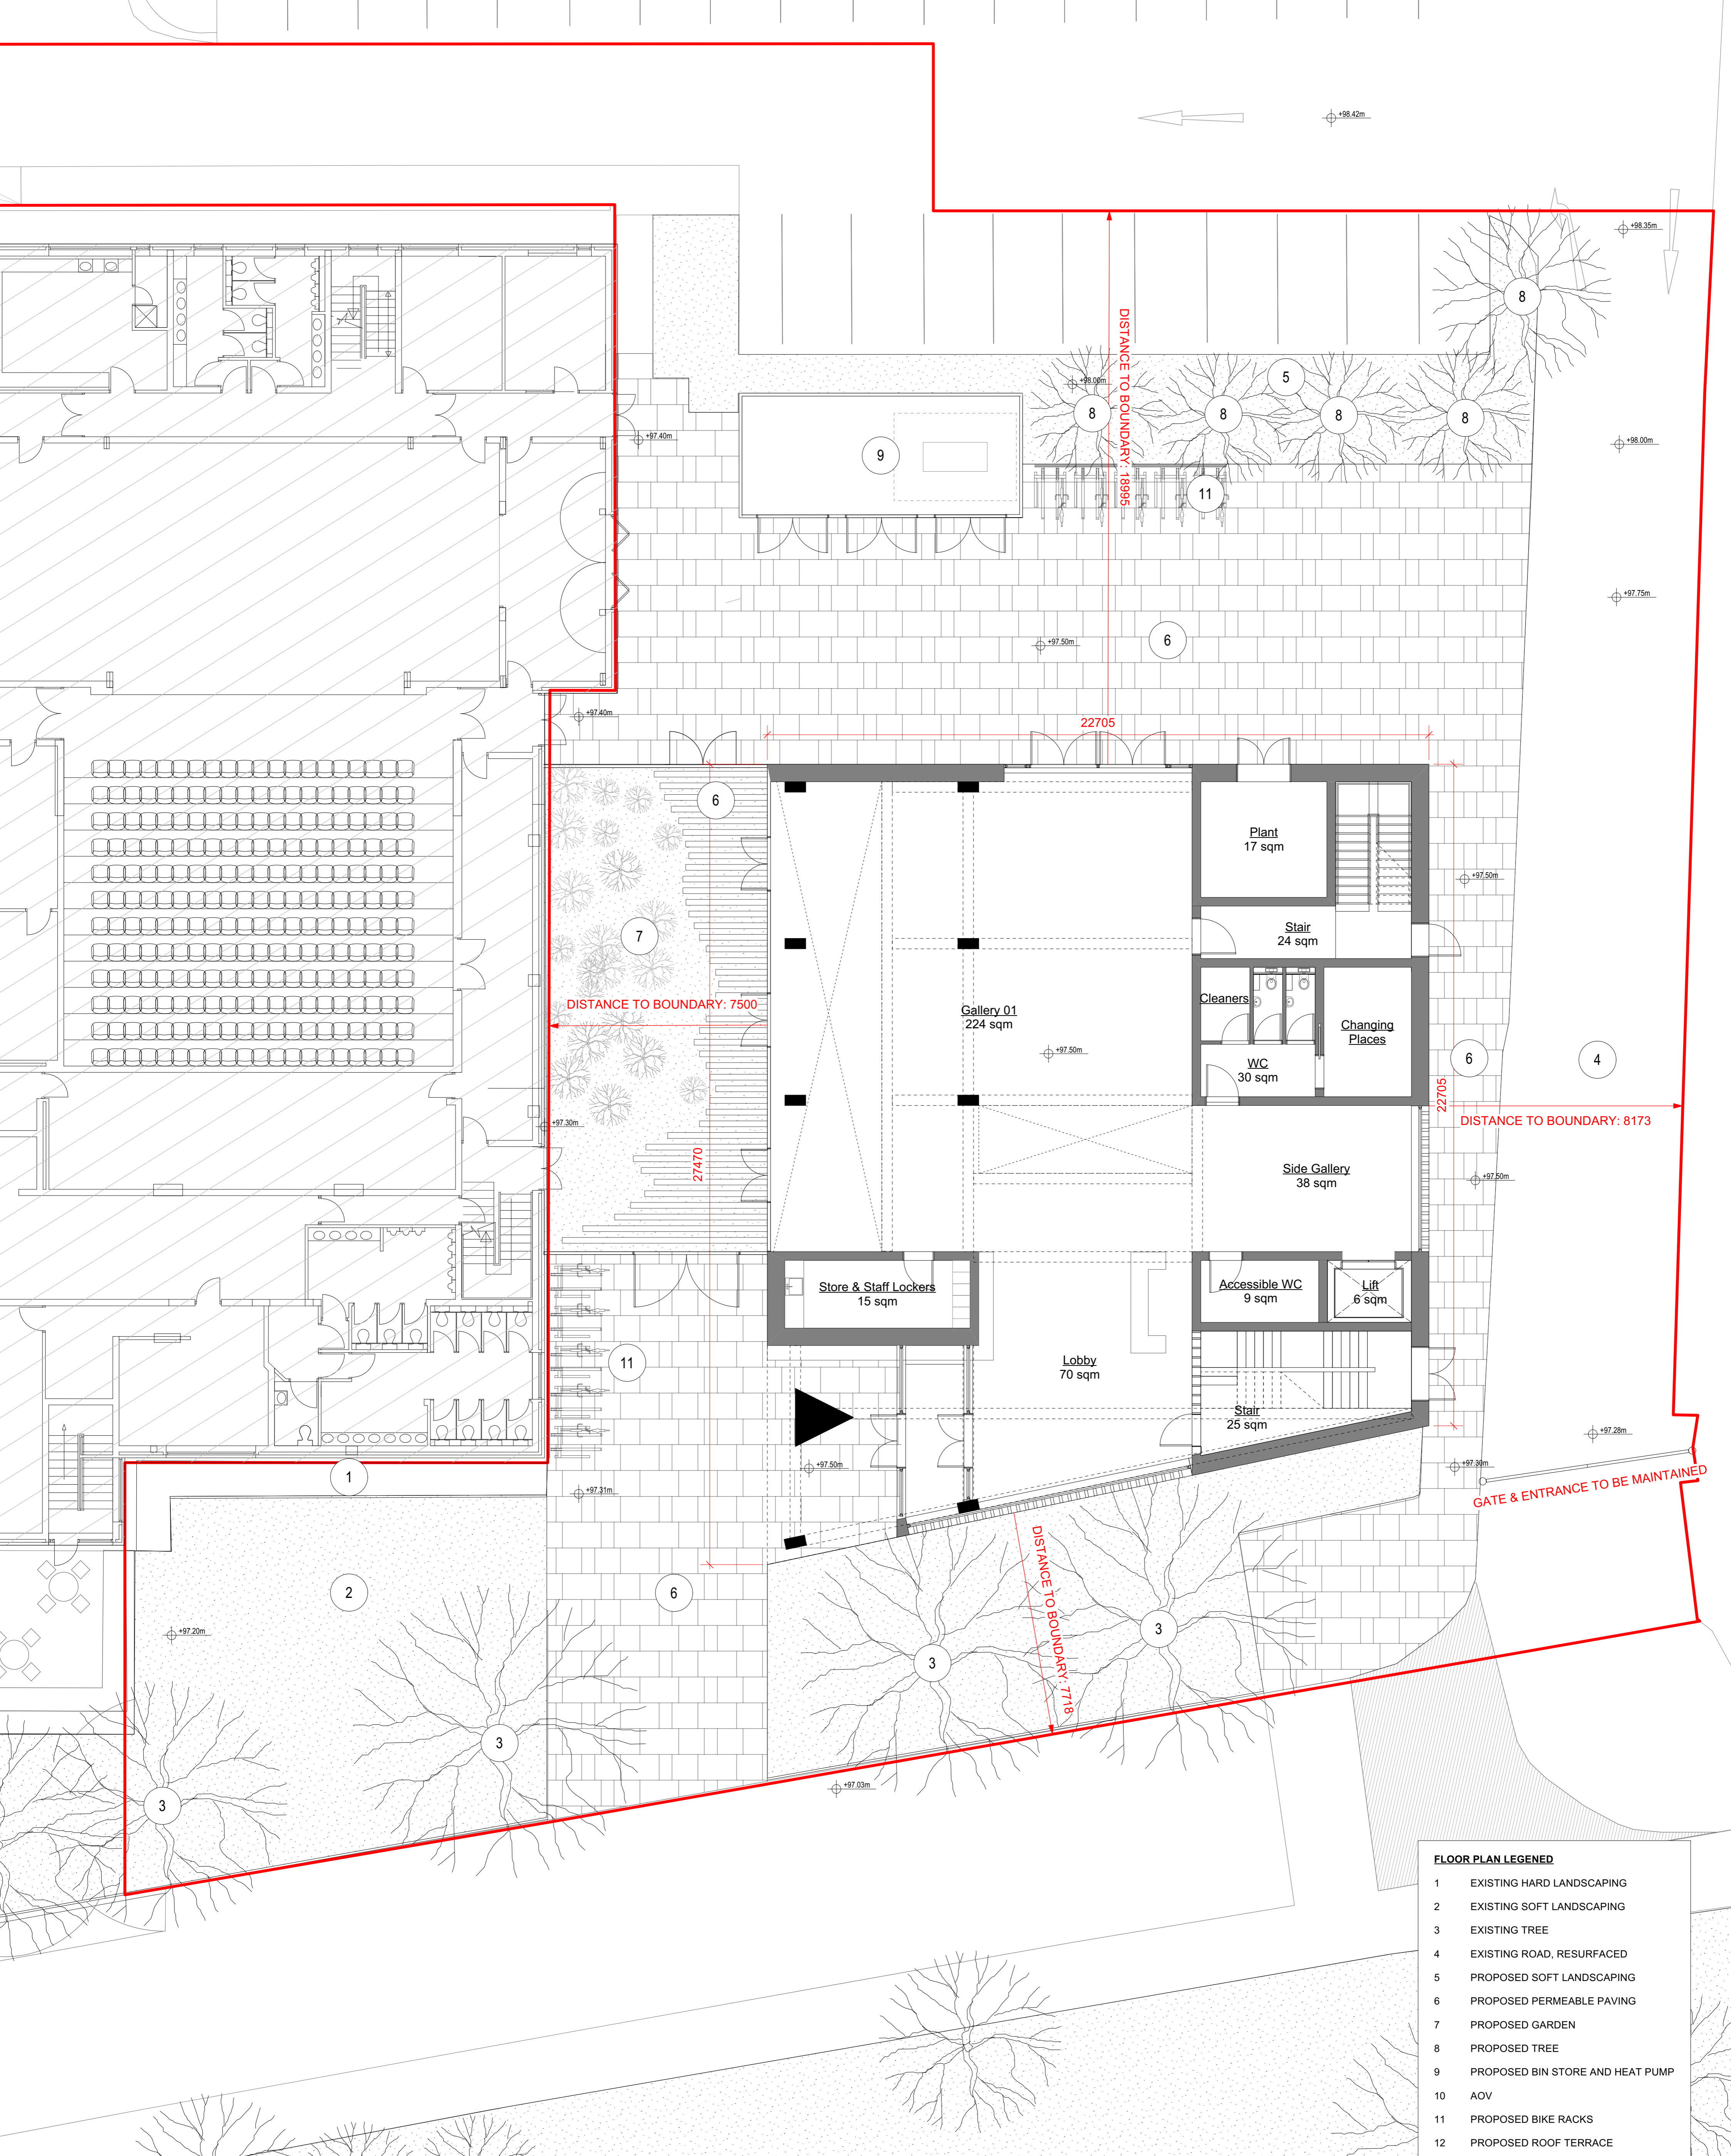 +98.42m
+98.35m
8
DISTANCE TO BOUNDARY: 18995
5
+98.00m
8
8
8
8
+97.40m
+98.00m
9
11
+97.75m
+97.50m
6
+97.40m
22705
6
Plant
17 sqm
+97.50m
Stair
24 sqm
7
DISTANCE TO BOUNDARY: 7500
Cleaners
Gallery 01
224 sqm
Changing
Places
+97.50m
WC
30 sqm
6
4
22705
DISTANCE TO BOUNDARY: 8173
+97.30m
27470
Side Gallery
38 sqm
+97.50m
Store & Staff Lockers
15 sqm
Accessible WC
9 sqm
Lift
6 sqm
11
Lobby
70 sqm
Stair
25 sqm
+97.28m
+97.50m
+97.30m
1
+97.31m
GATE & ENTRANCE TO BE MAINTAINED
2
6
DISTANCE TO BOUNDARY: 7718
+97.20m
3
3
3
3
+97.03m
FLOOR PLAN LEGENED
1 EXISTING HARD LANDSCAPING
2 EXISTING SOFT LANDSCAPING
3 EXISTING TREE
4 EXISTING ROAD, RESURFACED
5 PROPOSED SOFT LANDSCAPING
6 PROPOSED PERMEABLE PAVING
7 PROPOSED GARDEN
8 PROPOSED TREE
9 PROPOSED BIN STORE AND HEAT PUMP
10 AOV
11 PROPOSED BIKE RACKS
12 PROPOSED ROOF TERRACE